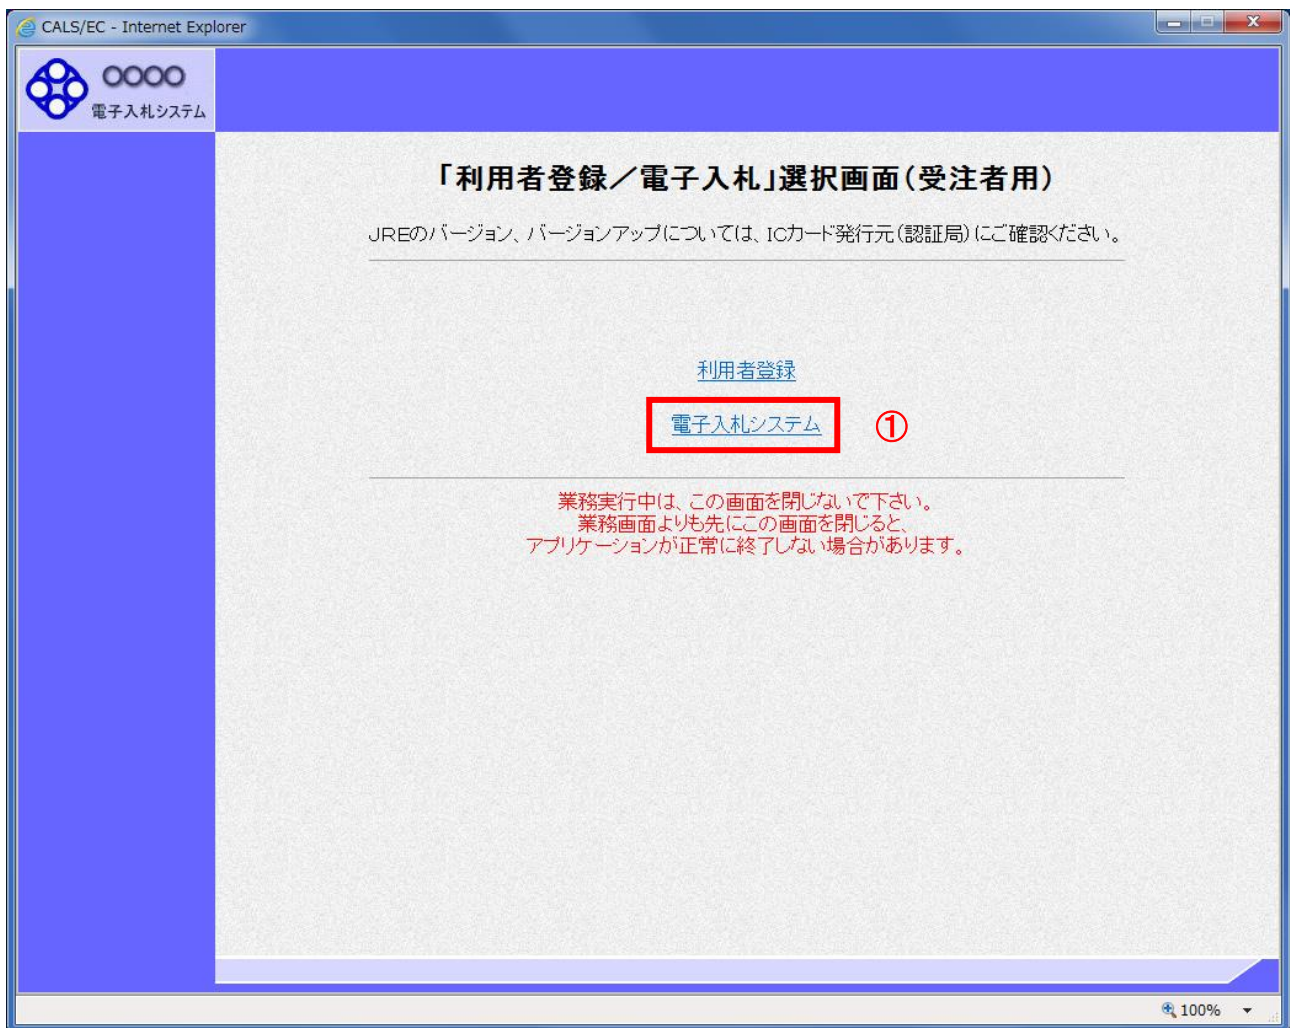 CALS/EC - Internet Explorer
○○○○
電子入札システム
「利用者登録／電子入札」選択画面(受注者用)
JREのバージョン、バージョンアップについては、ICカード発行元(認証局)にご確認ください。
利用者登録
電子入札システム ①
業務実行中は、この画面を閉じないで下さい。
業務画面よりも先にこの画面を閉じると、
アプリケーションが正常に終了しない場合があります。
100%